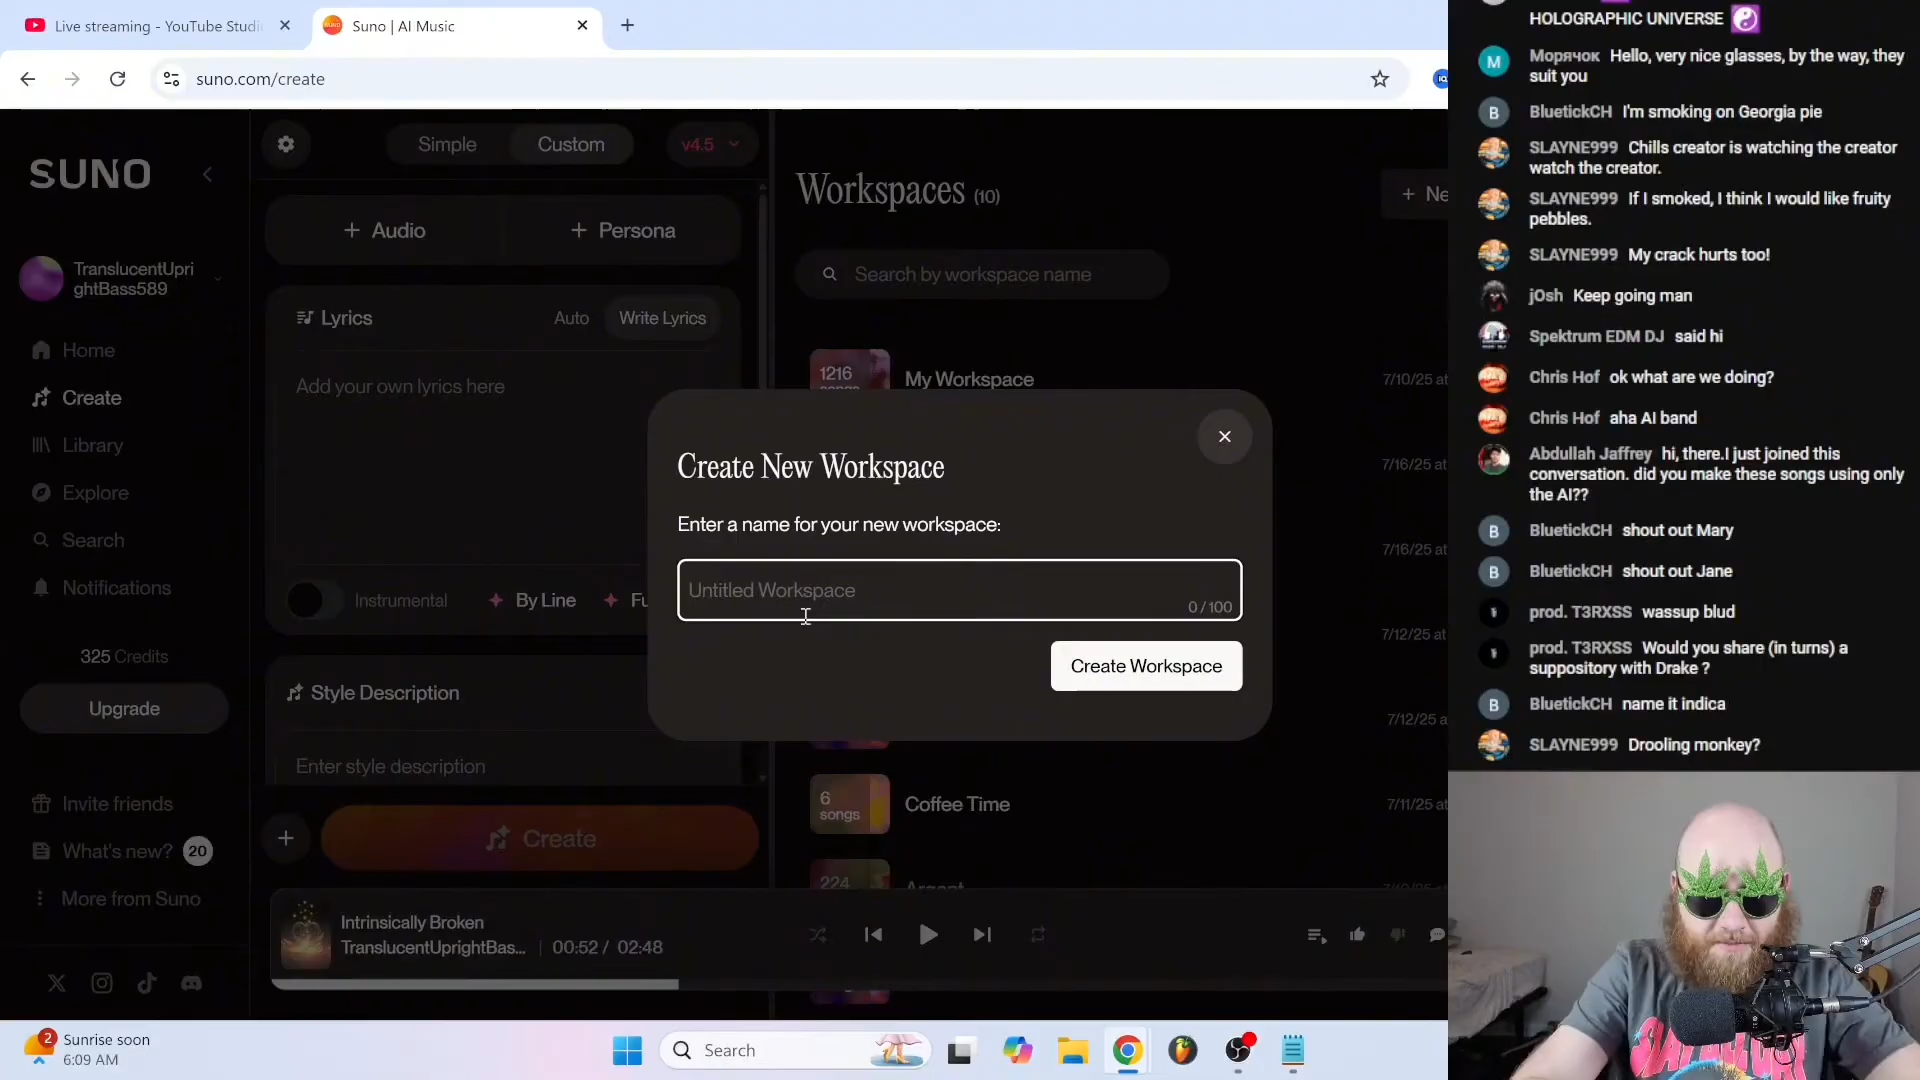 Live streaming - YouTube Studi
Suno | AI Music
suno.com/create
SUNO
TranslucentUpri
ghtBass589
Home
Create
Library
Explore
Search
Notifications
325 Credits
Upgrade
Invite friends
What's new? 20
More from Suno
Simple
Custom
v4.5
+ Audio
+ Persona
Lyrics
Auto
Write Lyrics
Add your own lyrics here
Instrumental
By Line
Fu
Style Description
Enter style description
+
Create
Workspaces (10)
+ Ne
Search by workspace name
1216
songs
My Workspace
7/10/25 at
7/16/25 at
7/16/25 at
7/12/25 at
7/12/25 a
6
songs
Coffee Time
7/11/25 at
224
Argent
Create New Workspace
Enter a name for your new workspace:
Untitled Workspace
0 / 100
Create Workspace
Intrinsically Broken
TranslucentUprightBas...
00:52 / 02:48
HOLOGRAPHIC UNIVERSE
М
Морячок Hello, very nice glasses, by the way, they
suit you
B
BluetickCH I'm smoking on Georgia pie
SLAYNE999 Chills creator is watching the creator
watch the creator.
SLAYNE999 If I smoked, I think I would like fruity
pebbles.
SLAYNE999 My crack hurts too!
jOsh Keep going man
Spektrum EDM DJ said hi
Chris Hof ok what are we doing?
Chris Hof aha AI band
Abdullah Jaffrey hi, there.I just joined this
conversation. did you make these songs using only
the AI??
B
BluetickCH shout out Mary
B
BluetickCH shout out Jane
prod. T3RXSS wassup blud
prod. T3RXSS Would you share (in turns) a
suppository with Drake ?
B
BluetickCH name it indica
SLAYNE999 Drooling monkey?
2
Sunrise soon
6:09 AM
Search